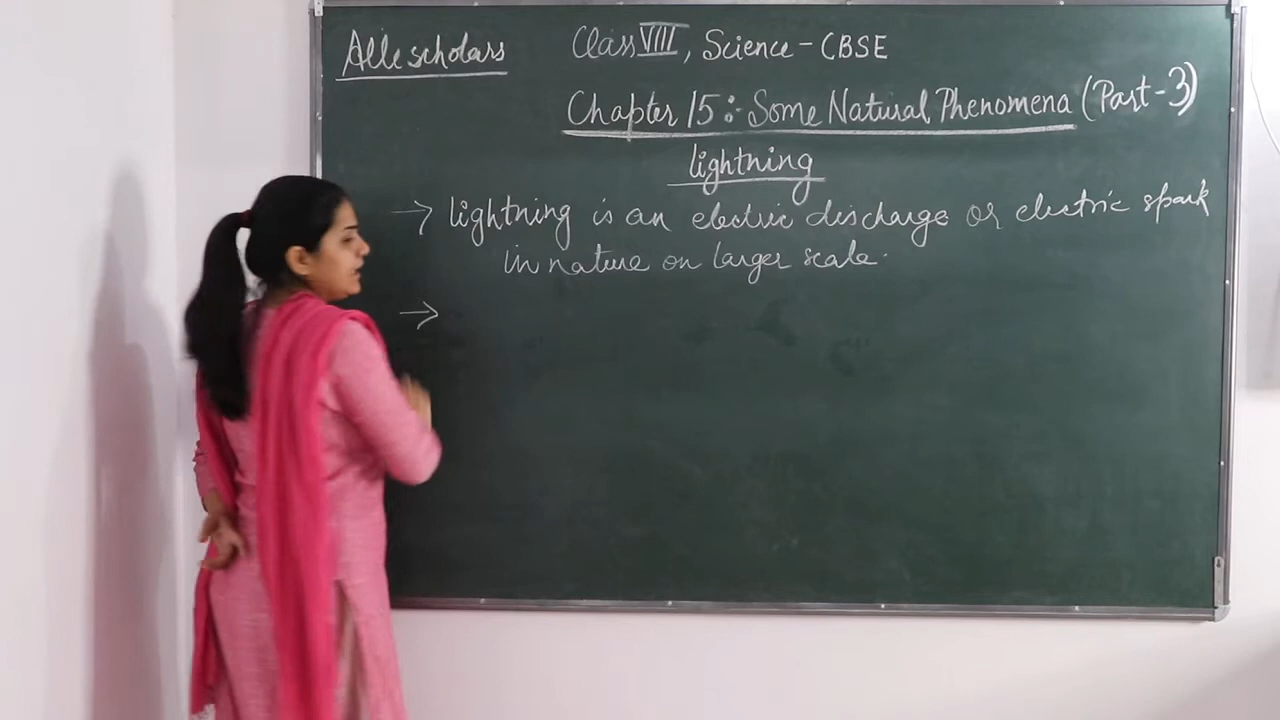 Alle scholars
Class VIII, Science - CBSE
Chapter 15:- Some Natural Phenomena (Part-3)
lightning
→ lightning is an electric discharge or electric spark
in nature on larger scale.
→